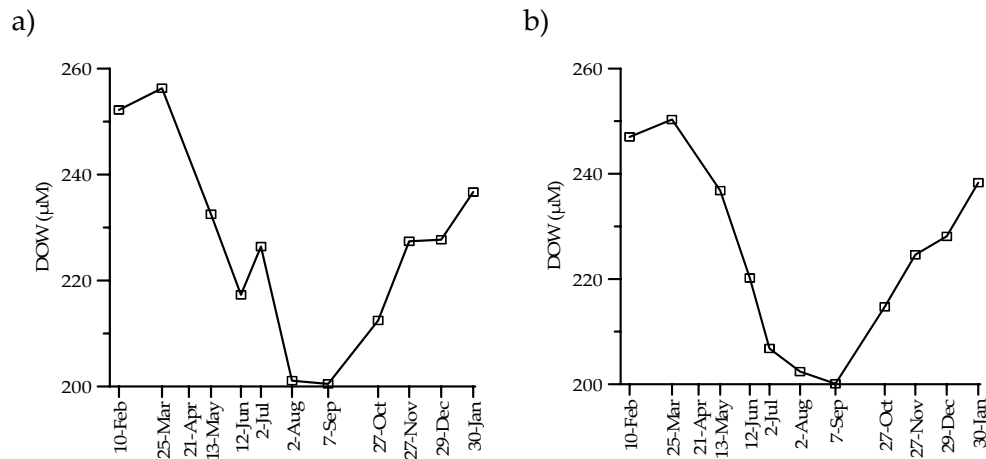 a)
260
240
220
200
DOW (μM)
10-Feb
25-Mar
21-Apr
13-May
12-Jun
2-Jul
2-Aug
7-Sep
27-Oct
27-Nov
29-Dec
30-Jan
b)
260
240
220
200
DOW (μM)
10-Feb
25-Mar
21-Apr
13-May
12-Jun
2-Jul
2-Aug
7-Sep
27-Oct
27-Nov
29-Dec
30-Jan